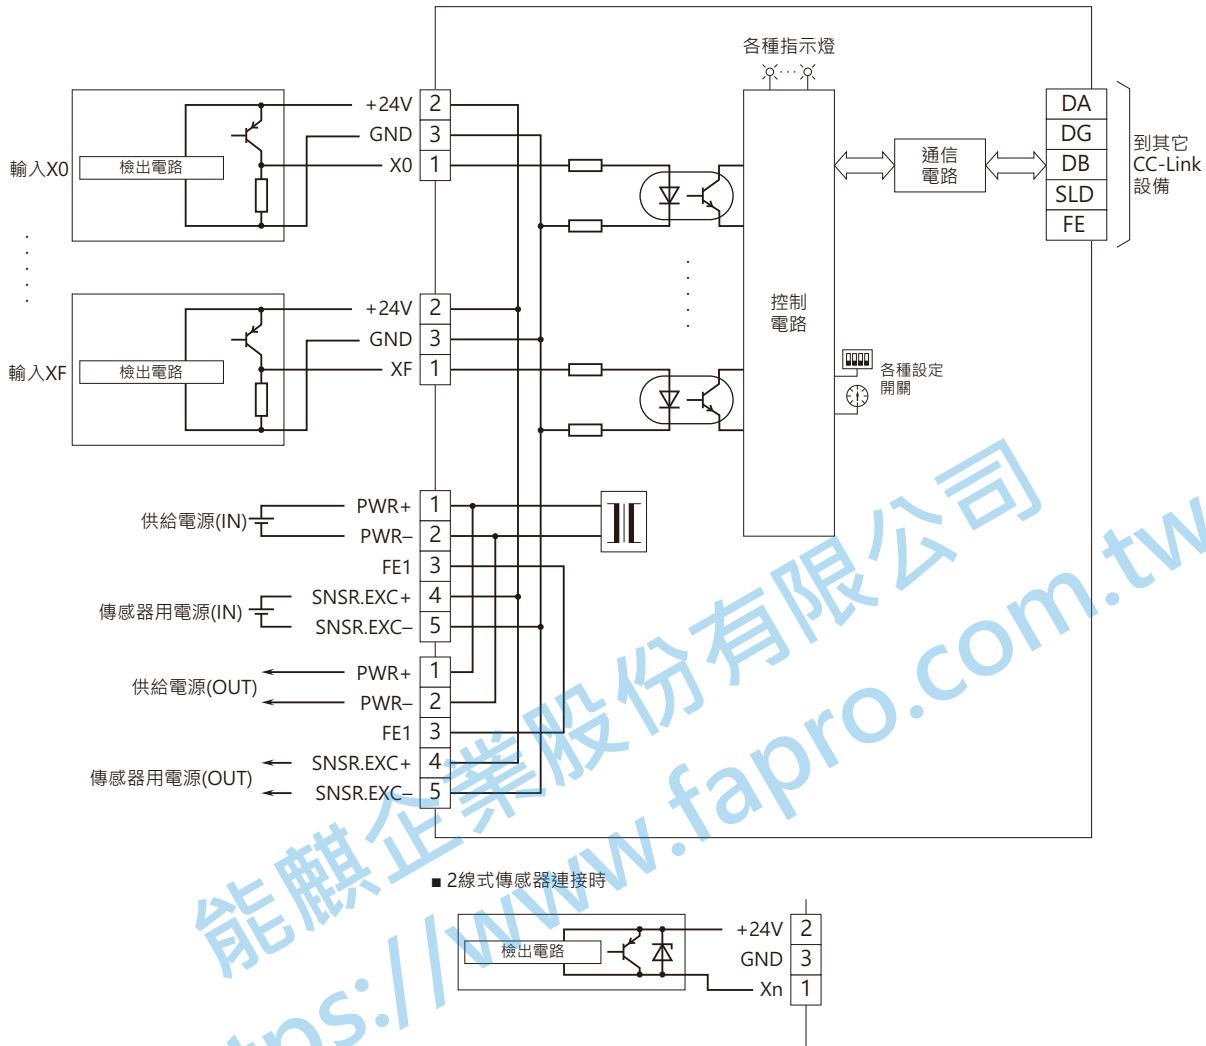 各種指示燈
輸入X0
檢出電路
+24V 2
GND 3
X0 1
通信
電路
DA
DG
DB
SLD
FE
到其它
CC-Link
設備
輸入XF
檢出電路
+24V 2
GND 3
XF 1
控制
電路
各種設定
開關
供給電源(IN)
PWR+ 1
PWR– 2
FE1 3
傳感器用電源(IN)
SNSR.EXC+ 4
SNSR.EXC– 5
供給電源(OUT)
PWR+ 1
PWR– 2
FE1 3
傳感器用電源(OUT)
SNSR.EXC+ 4
SNSR.EXC– 5
■ 2線式傳感器連接時
檢出電路
+24V 2
GND 3
Xn 1
能麒企業股份有限公司
tps://www.fapro.com.tw